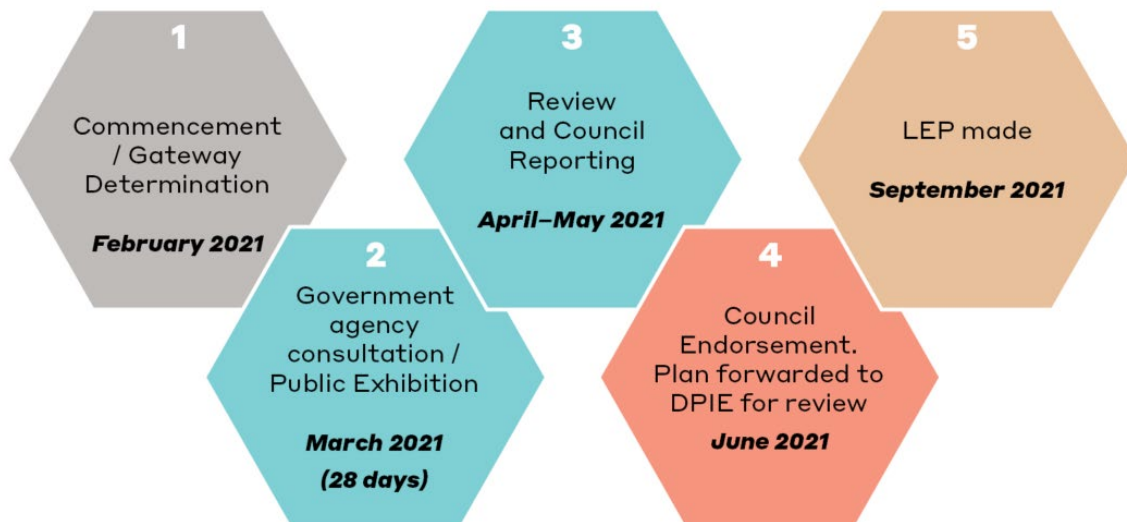 1
Commencement
/ Gateway
Determination
February 2021
2
Government
agency
consultation /
Public Exhibition
March 2021
(28 days)
3
Review
and Council
Reporting
April–May 2021
4
Council
Endorsement.
Plan forwarded to
DPIE for review
June 2021
5
LEP made
September 2021